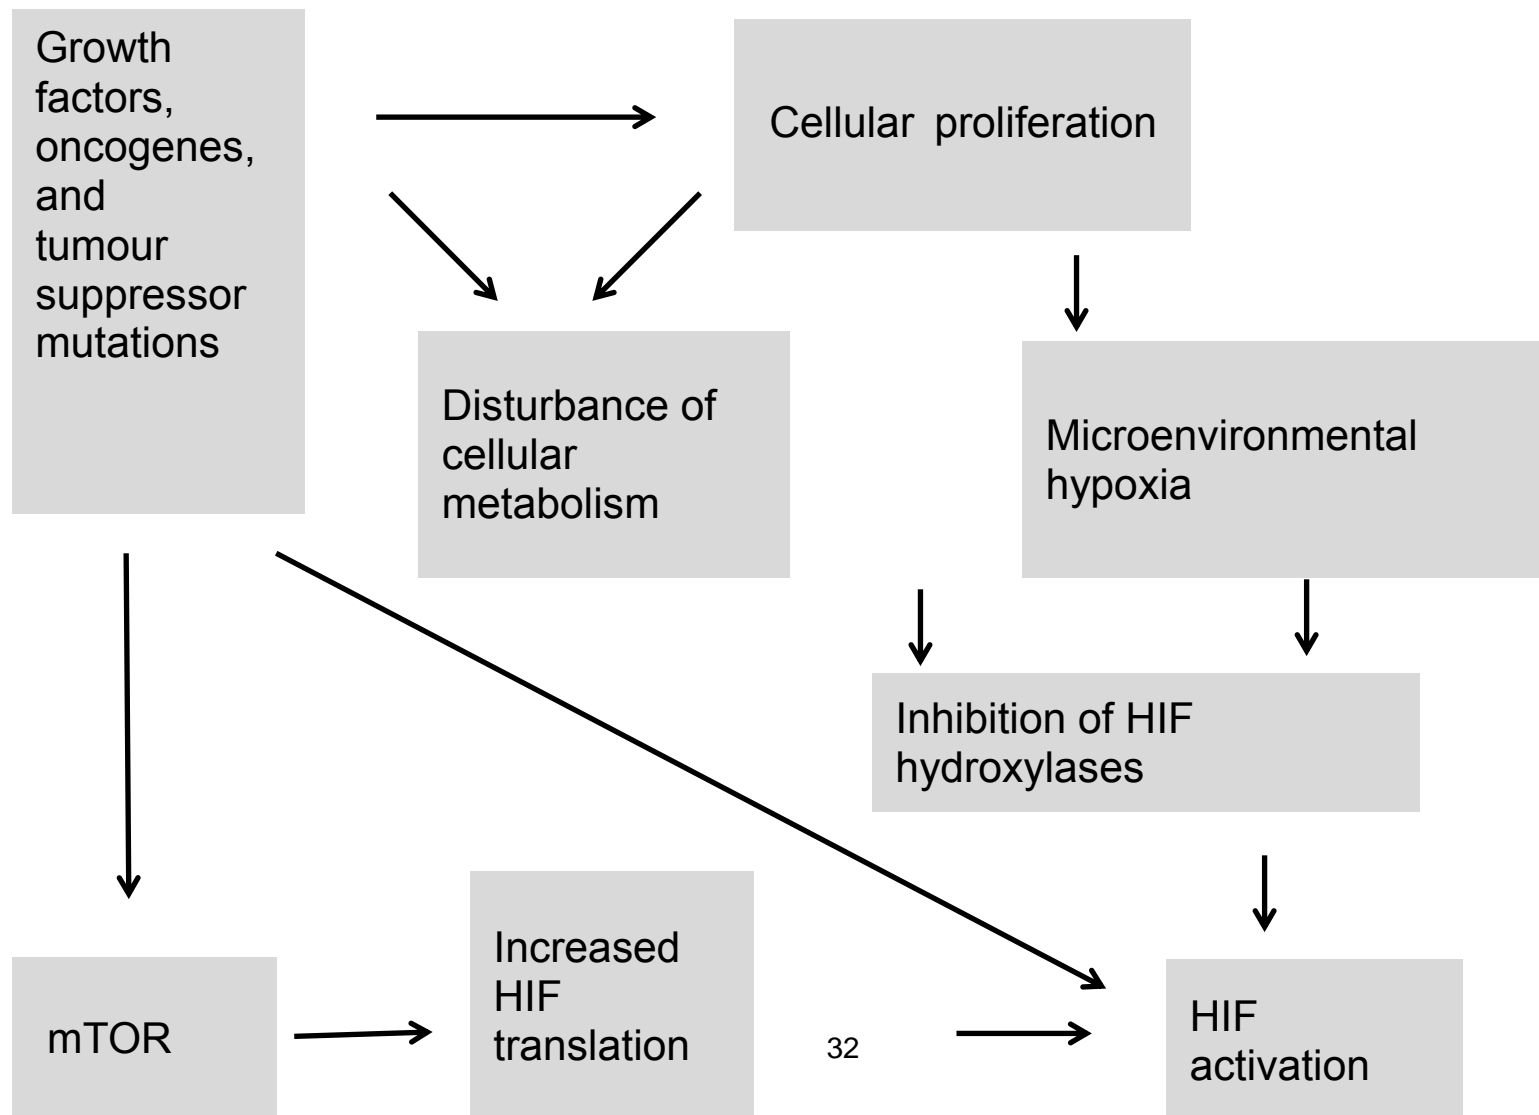 Growth
factors,
oncogenes,
and
tumour
suppressor
mutations
Cellular proliferation
Disturbance of
cellular
metabolism
Microenvironmental
hypoxia
Inhibition of HIF
hydroxylases
mTOR
Increased
HIF
translation
32
HIF
activation